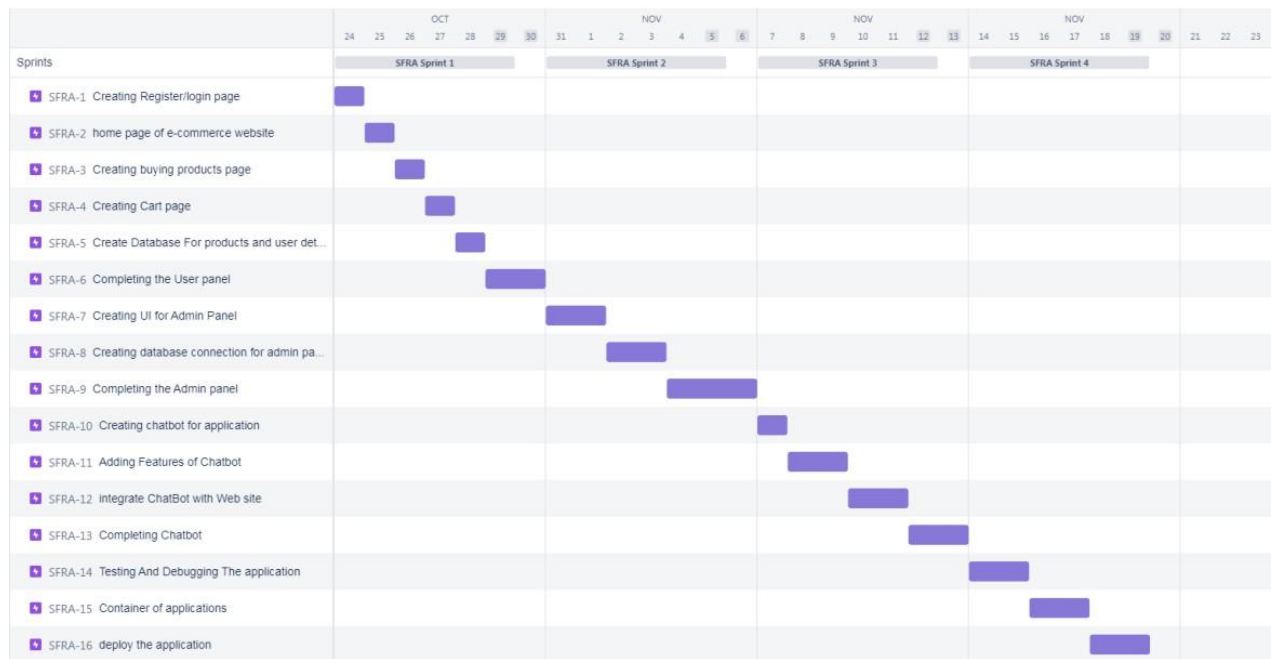 OCT NOV NOV NOV
24 25 26 27 28 29 30 31 1 2 3 4 5 6 7 8 9 10 11 12 13 14 15 16 17 18 19 20 21 22 23
Sprints SFRA Sprint 1 SFRA Sprint 2 SFRA Sprint 3 SFRA Sprint 4
SFRA-1 Creating Register/login page
SFRA-2 home page of e-commerce website
SFRA-3 Creating buying products page
SFRA-4 Creating Cart page
SFRA-5 Create Database For products and user det...
SFRA-6 Completing the User panel
SFRA-7 Creating UI for Admin Panel
SFRA-8 Creating database connection for admin pa...
SFRA-9 Completing the Admin panel
SFRA-10 Creating chatbot for application
SFRA-11 Adding Features of Chatbot
SFRA-12 integrate ChatBot with Web site
SFRA-13 Completing Chatbot
SFRA-14 Testing And Debugging The application
SFRA-15 Container of applications
SFRA-16 deploy the application